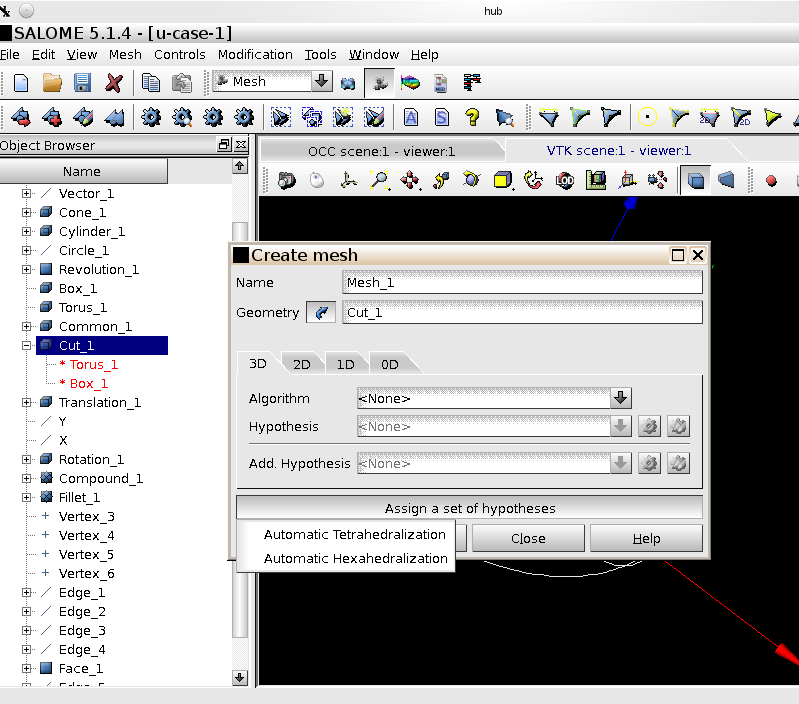 hub
SALOME 5.1.4 - [u-case-1]
File Edit View Mesh Controls Modification Tools Window Help
Mesh
Object Browser
OCC scene:1 - viewer:1
VTK scene:1 - viewer:1
Name
Vector_1
Cone_1
Cylinder_1
Circle_1
Revolution_1
Box_1
Torus_1
Common_1
Cut_1
* Torus_1
* Box_1
Translation_1
Y
X
Rotation_1
Compound_1
Fillet_1
Vertex_3
Vertex_4
Vertex_5
Vertex_6
Edge_1
Edge_2
Edge_3
Edge_4
Face_1
Create mesh
Name Mesh_1
Geometry Cut_1
3D 2D 1D 0D
Algorithm <None>
Hypothesis <None>
Add. Hypothesis <None>
Assign a set of hypotheses
Automatic Tetrahedralization
Automatic Hexahedralization
Close
Help